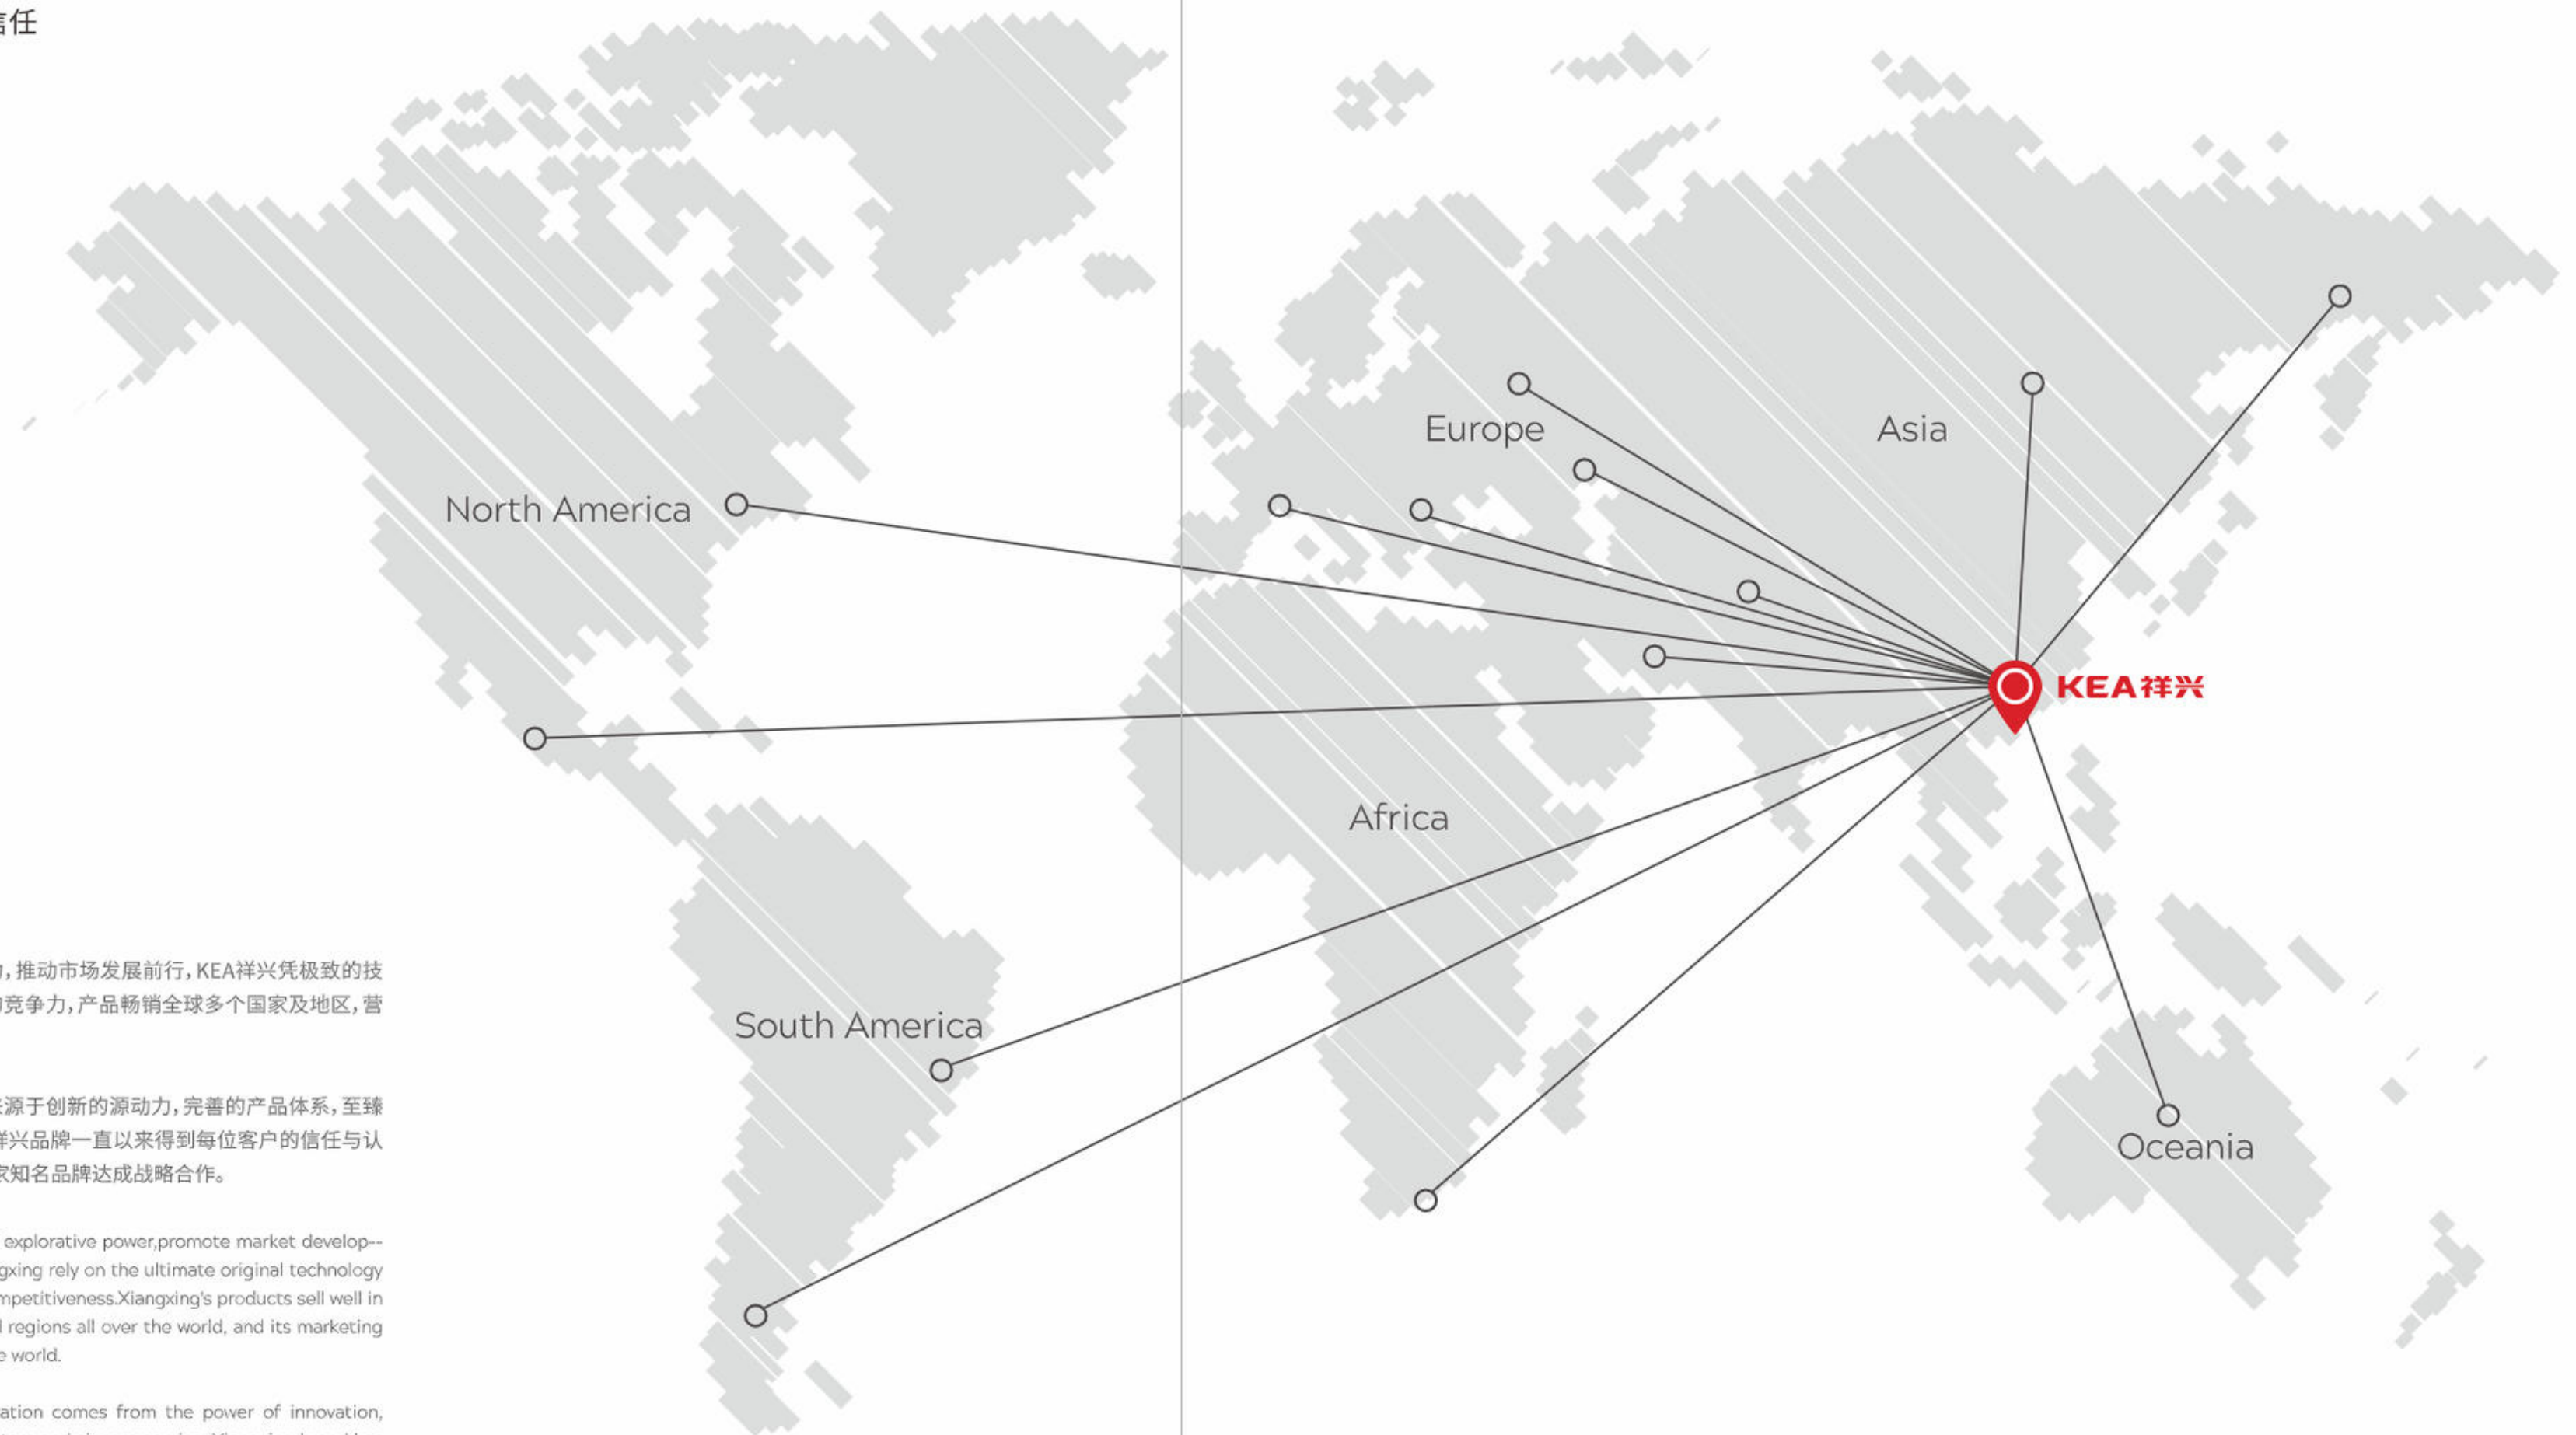 信任
North America
Europe
Asia
KEA祥兴
Africa
South America
Oceania
,推动市场发展前行,KEA祥兴凭极致的技
竞争力,产品畅销全球多个国家及地区,营
源于创新的源动力,完善的产品体系,至臻
祥兴品牌一直以来得到每位客户的信任与认
家知名品牌达成战略合作。
explorative power,promote market develop--
gxing rely on the ultimate original technology
mpetitiveness.Xiangxing's products sell well in
regions all over the world, and its marketing
e world.
ation comes from the power of innovation,